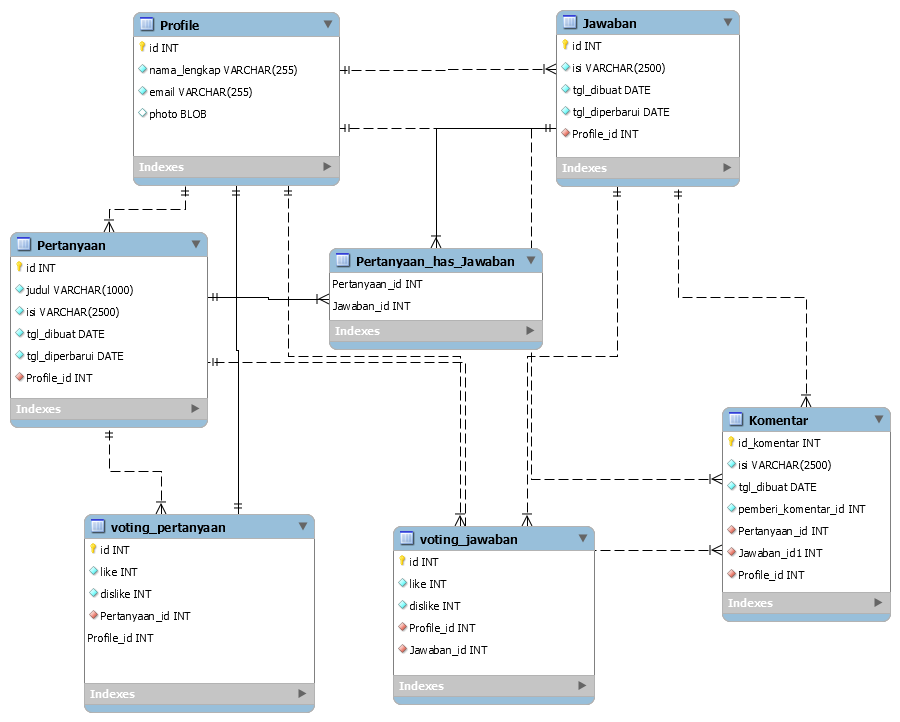 Profile
id INT
nama_lengkap VARCHAR(255)
email VARCHAR(255)
photo BLOB
Indexes
Jawaban
id INT
isi VARCHAR(2500)
tgl_dibuat DATE
tgl_diperbarui DATE
Profile_id INT
Indexes
Pertanyaan
id INT
judul VARCHAR(1000)
isi VARCHAR(2500)
tgl_dibuat DATE
tgl_diperbarui DATE
Profile_id INT
Indexes
Pertanyaan_has_Jawaban
Pertanyaan_id INT
Jawaban_id INT
Indexes
Komentar
id_komentar INT
isi VARCHAR(2500)
tgl_dibuat DATE
pemberi_komentar_id INT
Pertanyaan_id INT
Jawaban_id1 INT
Profile_id INT
Indexes
voting_pertanyaan
id INT
like INT
dislike INT
Pertanyaan_id INT
Profile_id INT
Indexes
voting_jawaban
id INT
like INT
dislike INT
Profile_id INT
Jawaban_id INT
Indexes